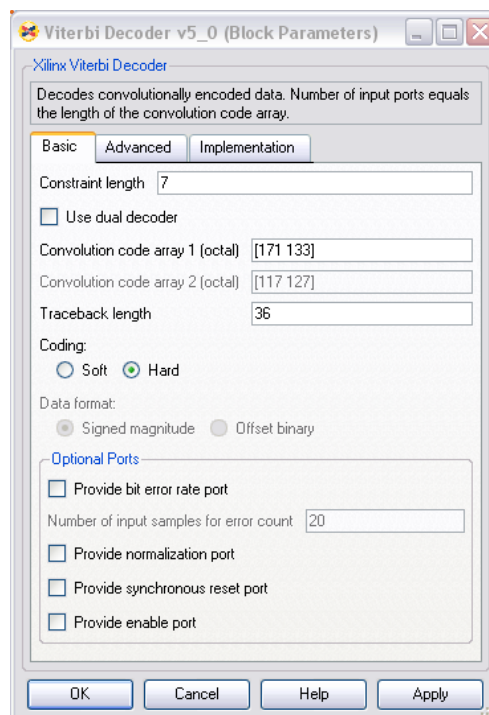 Viterbi Decoder v5_0 (Block Parameters)
Xilinx Viterbi Decoder
Decodes convolutionally encoded data. Number of input ports equals
the length of the convolution code array.
Basic Advanced Implementation
Constraint length 7
Use dual decoder
Convolution code array 1 (octal) [171 133]
Convolution code array 2 (octal) [117 127]
Traceback length 36
Coding:
Soft Hard
Data format:
Signed magnitude Offset binary
Optional Ports
Provide bit error rate port
Number of input samples for error count 20
Provide normalization port
Provide synchronous reset port
Provide enable port
OK Cancel Help Apply